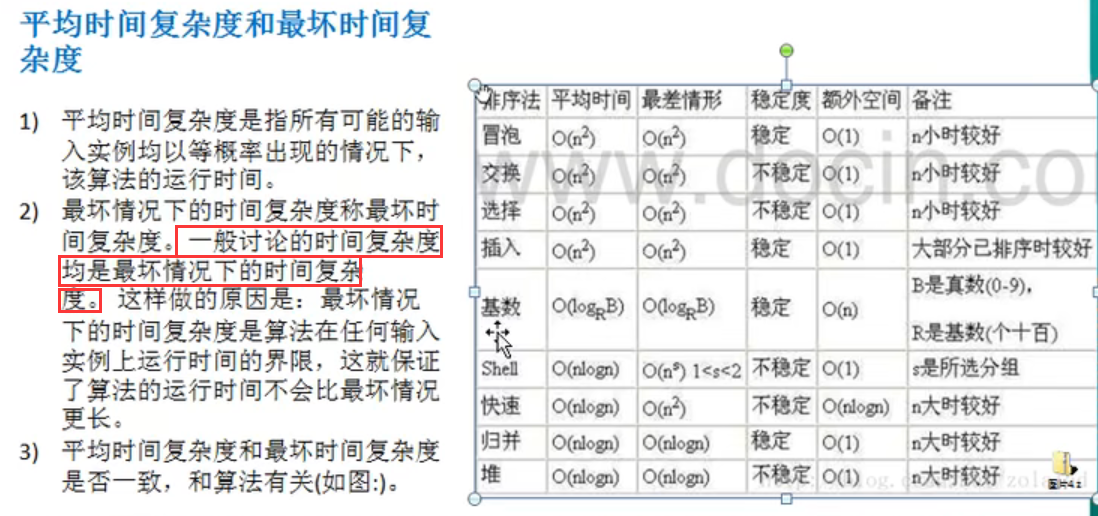 平均时间复杂度和最坏时间复
杂度
1) 平均时间复杂度是指所有可能的输
入实例均以等概率出现的情况下，
该算法的运行时间。
2) 最坏情况下的时间复杂度称最坏时
间复杂度。一般讨论的时间复杂度
均是最坏情况下的时间复杂
度。 这样做的原因是：最坏情况
下的时间复杂度是算法在任何输入
实例上运行时间的界限，这就保证
了算法的运行时间不会比最坏情况
更长。
3) 平均时间复杂度和最坏时间复杂度
是否一致，和算法有关(如图:)。
排序法 平均时间 最差情形 稳定度 额外空间 备注
冒泡 O(n²) O(n²) 稳定 O(1) n小时较好
交换 O(n²) O(n²) 不稳定 O(1) n小时较好
选择 O(n²) O(n²) 不稳定 O(1) n小时较好
插入 O(n²) O(n²) 稳定 O(1) 大部分已排序时较好
基数 O(logRB) O(logRB) 稳定 O(n) B是真数(0-9)，
R是基数(个十百)
Shell O(nlogn) O(nˢ) 1<s<2 不稳定 O(1) s是所选分组
快速 O(nlogn) O(n²) 不稳定 O(nlogn) n大时较好
归并 O(nlogn) O(nlogn) 稳定 O(1) n大时较好
堆 O(nlogn) O(nlogn) 不稳定 O(1) n大时较好
www.docin.co